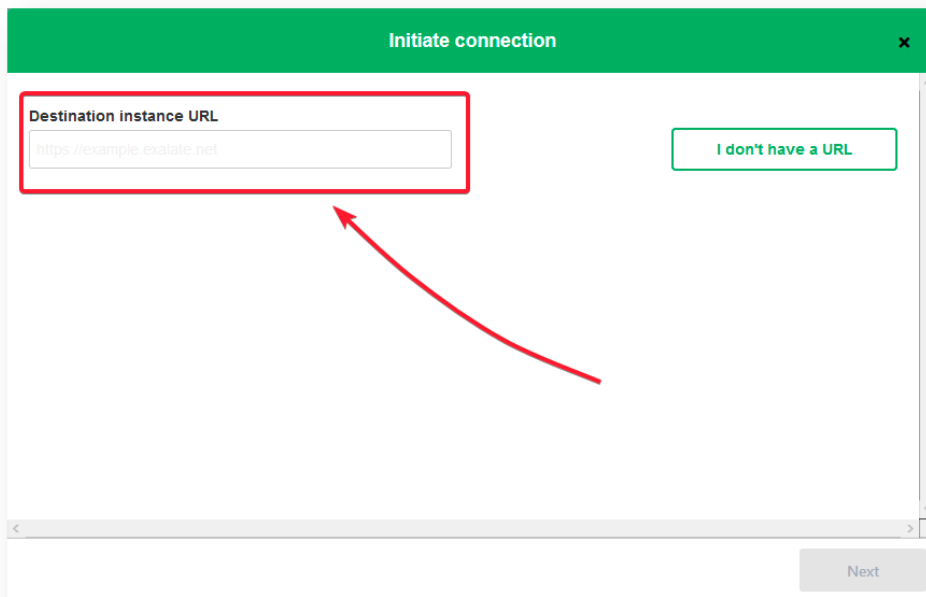 Initiate connection
Destination instance URL
https://example.exalate.net
I don't have a URL
Next